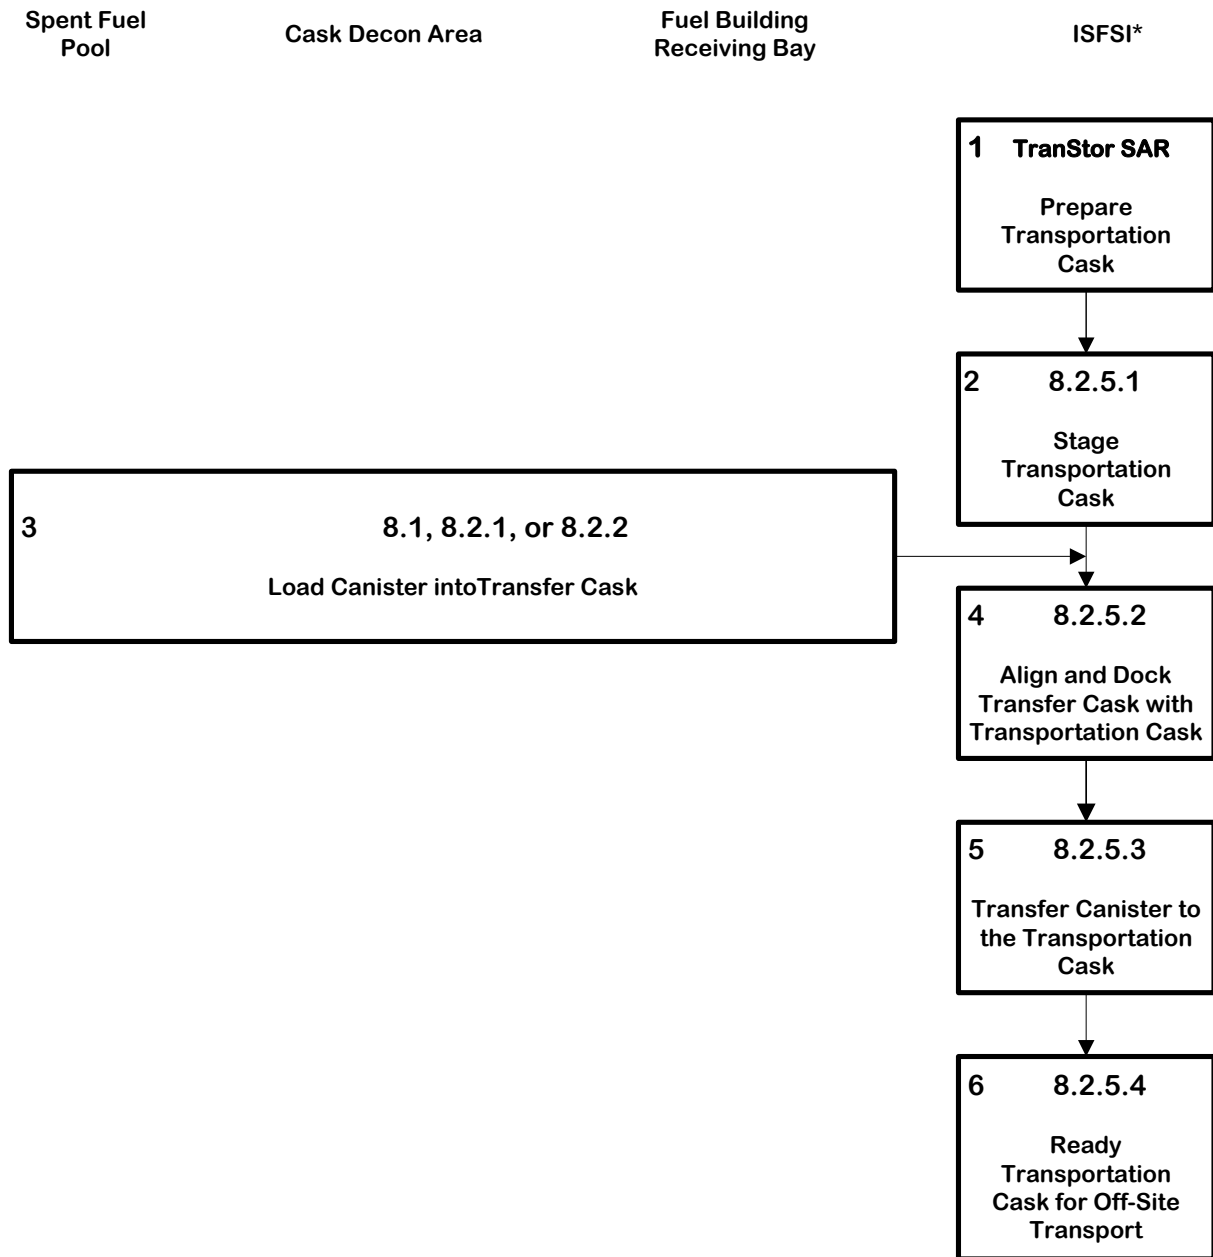 Spent Fuel
Pool
Cask Decon Area
Fuel Building
Receiving Bay
ISFSI*
1 TranStor SAR
Prepare
Transportation
Cask
2 8.2.5.1
Stage
Transportation
Cask
3 8.1, 8.2.1, or 8.2.2
Load Canister intoTransfer Cask
4 8.2.5.2
Align and Dock
Transfer Cask with
Transportation Cask
5 8.2.5.3
Transfer Canister to
the Transportation
Cask
6 8.2.5.4
Ready
Transportation
Cask for Off-Site
Transport